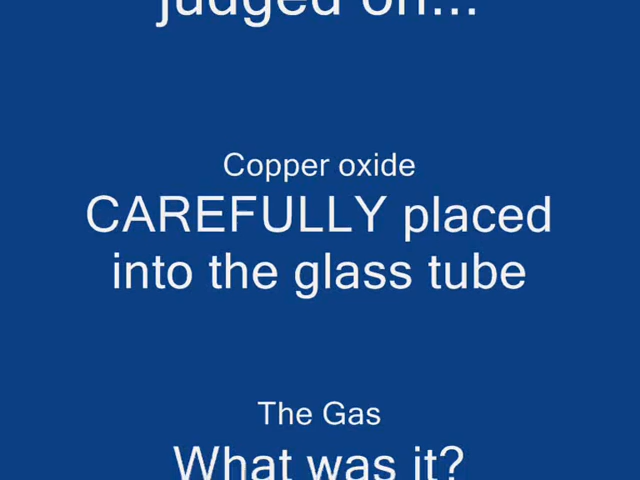 judged on...
Copper oxide
CAREFULLY placed
into the glass tube
The Gas
What was it?